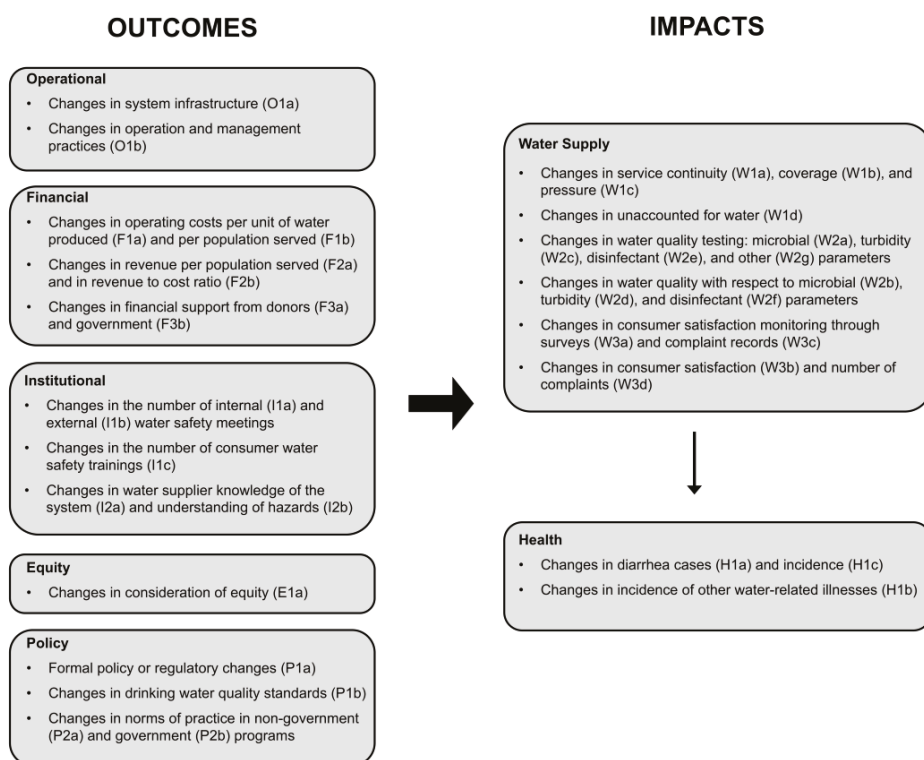 OUTCOMES
Operational
• Changes in system infrastructure (O1a)
• Changes in operation and management
practices (O1b)
Financial
• Changes in operating costs per unit of water
produced (F1a) and per population served (F1b)
• Changes in revenue per population served (F2a)
and in revenue to cost ratio (F2b)
• Changes in financial support from donors (F3a)
and government (F3b)
Institutional
• Changes in the number of internal (I1a) and
external (I1b) water safety meetings
• Changes in the number of consumer water
safety trainings (I1c)
• Changes in water supplier knowledge of the
system (I2a) and understanding of hazards (I2b)
Equity
• Changes in consideration of equity (E1a)
Policy
• Formal policy or regulatory changes (P1a)
• Changes in drinking water quality standards (P1b)
• Changes in norms of practice in non-government
(P2a) and government (P2b) programs
IMPACTS
Water Supply
• Changes in service continuity (W1a), coverage (W1b), and
pressure (W1c)
• Changes in unaccounted for water (W1d)
• Changes in water quality testing: microbial (W2a), turbidity
(W2c), disinfectant (W2e), and other (W2g) parameters
• Changes in water quality with respect to microbial (W2b),
turbidity (W2d), and disinfectant (W2f) parameters
• Changes in consumer satisfaction monitoring through
surveys (W3a) and complaint records (W3c)
• Changes in consumer satisfaction (W3b) and number of
complaints (W3d)
Health
• Changes in diarrhea cases (H1a) and incidence (H1c)
• Changes in incidence of other water-related illnesses (H1b)